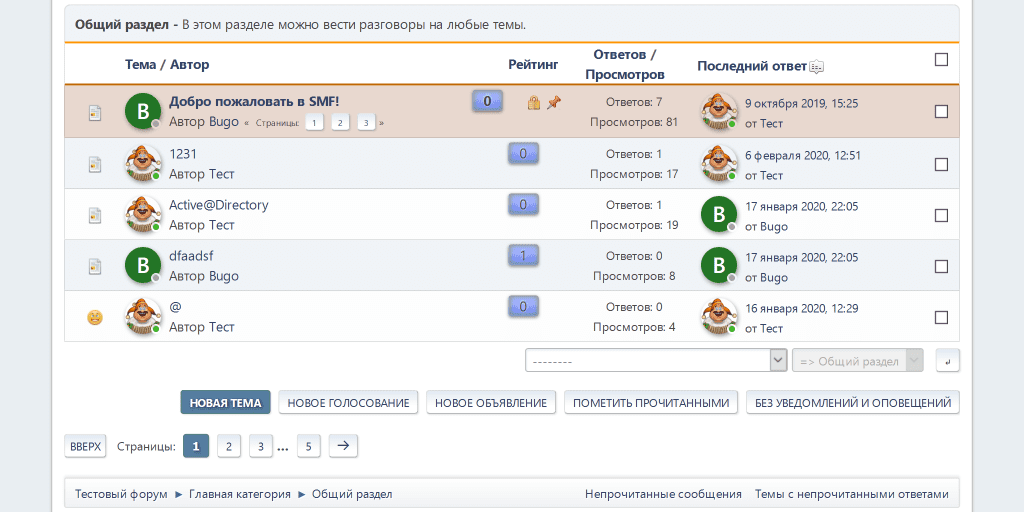 Общий раздел - В этом разделе можно вести разговоры на любые темы.
Тема / Автор Рейтинг Ответов / Просмотров Последний ответ
В Добро пожаловать в SMF! 0 Ответов: 7 9 октября 2019, 15:25
Автор Bugo « Страницы: 1 2 3 » Просмотров: 81 от Тест
1231 0 Ответов: 1 6 февраля 2020, 12:51
Автор Тест Просмотров: 17 от Тест
Active@Directory 0 Ответов: 1 B 17 января 2020, 22:05
Автор Тест Просмотров: 19 от Bugo
B dfaadsf 1 Ответов: 0 B 17 января 2020, 22:05
Автор Bugo Просмотров: 8 от Bugo
@ 0 Ответов: 0 16 января 2020, 12:29
Автор Тест Просмотров: 4 от Тест
-------- => Общий раздел
НОВАЯ ТЕМА НОВОЕ ГОЛОСОВАНИЕ НОВОЕ ОБЪЯВЛЕНИЕ ПОМЕТИТЬ ПРОЧИТАННЫМИ БЕЗ УВЕДОМЛЕНИЙ И ОПОВЕЩЕНИЙ
ВВЕРХ Страницы: 1 2 3 ... 5 →
Тестовый форум ► Главная категория ► Общий раздел Непрочитанные сообщения Темы с непрочитанными ответами